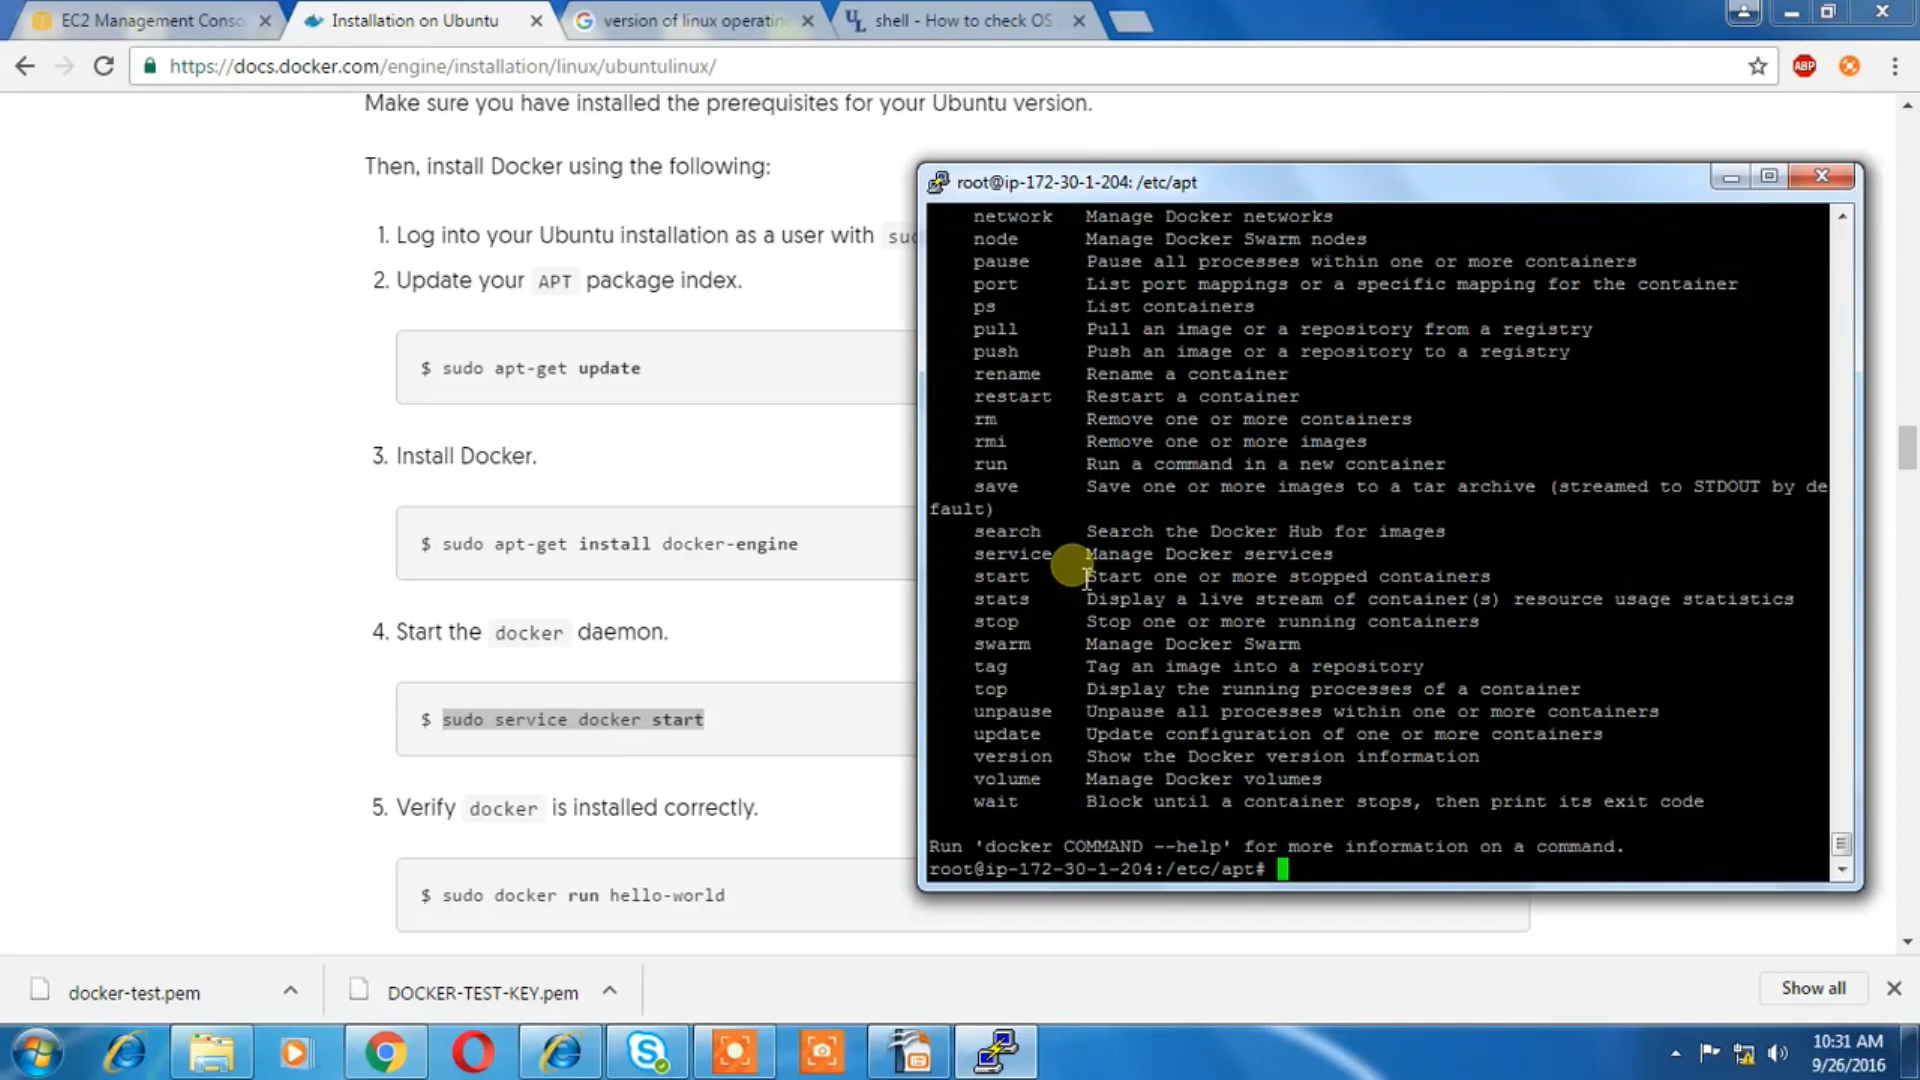 EC2 Management Conso
Installation on Ubuntu
version of linux operatin
shell - How to check OS
https://docs.docker.com/engine/installation/linux/ubuntulinux/
ABP
Make sure you have installed the prerequisites for your Ubuntu version.
Then, install Docker using the following:
1. Log into your Ubuntu installation as a user with sud
2. Update your APT package index.
$ sudo apt-get update
3. Install Docker.
$ sudo apt-get install docker-engine
4. Start the docker daemon.
$ sudo service docker start
5. Verify docker is installed correctly.
$ sudo docker run hello-world
root@ip-172-30-1-204: /etc/apt
network Manage Docker networks
node Manage Docker Swarm nodes
pause Pause all processes within one or more containers
port List port mappings or a specific mapping for the container
ps List containers
pull Pull an image or a repository from a registry
push Push an image or a repository to a registry
rename Rename a container
restart Restart a container
rm Remove one or more containers
rmi Remove one or more images
run Run a command in a new container
save Save one or more images to a tar archive (streamed to STDOUT by de
fault)
search Search the Docker Hub for images
service Manage Docker services
start Start one or more stopped containers
stats Display a live stream of container(s) resource usage statistics
stop Stop one or more running containers
swarm Manage Docker Swarm
tag Tag an image into a repository
top Display the running processes of a container
unpause Unpause all processes within one or more containers
update Update configuration of one or more containers
version Show the Docker version information
volume Manage Docker volumes
wait Block until a container stops, then print its exit code
Run 'docker COMMAND --help' for more information on a command.
root@ip-172-30-1-204:/etc/apt#
docker-test.pem
DOCKER-TEST-KEY.pem
Show all
10:31 AM
9/26/2016